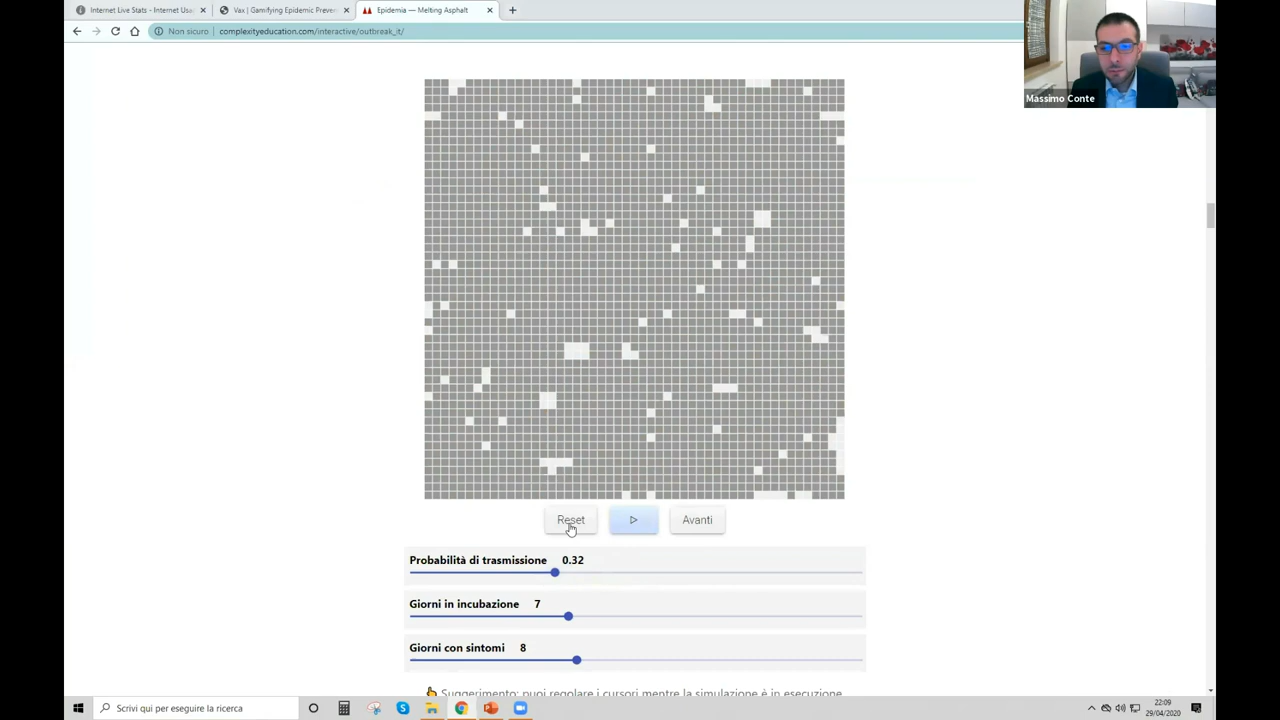 Internet Live Stats - Internet Usa
Vax | Gamifying Epidemic Preven
Epidemia — Melting Asphalt
Non sicuro
complexityeducation.com/interactive/outbreak_it/
Massimo Conte
Reset
Avanti
Probabilità di trasmissione 0.32
Giorni in incubazione 7
Giorni con sintomi 8
Suggerimento: puoi regolare i cursori mentre la simulazione è in esecuzione
Scrivi qui per eseguire la ricerca
22:09
29/04/2020